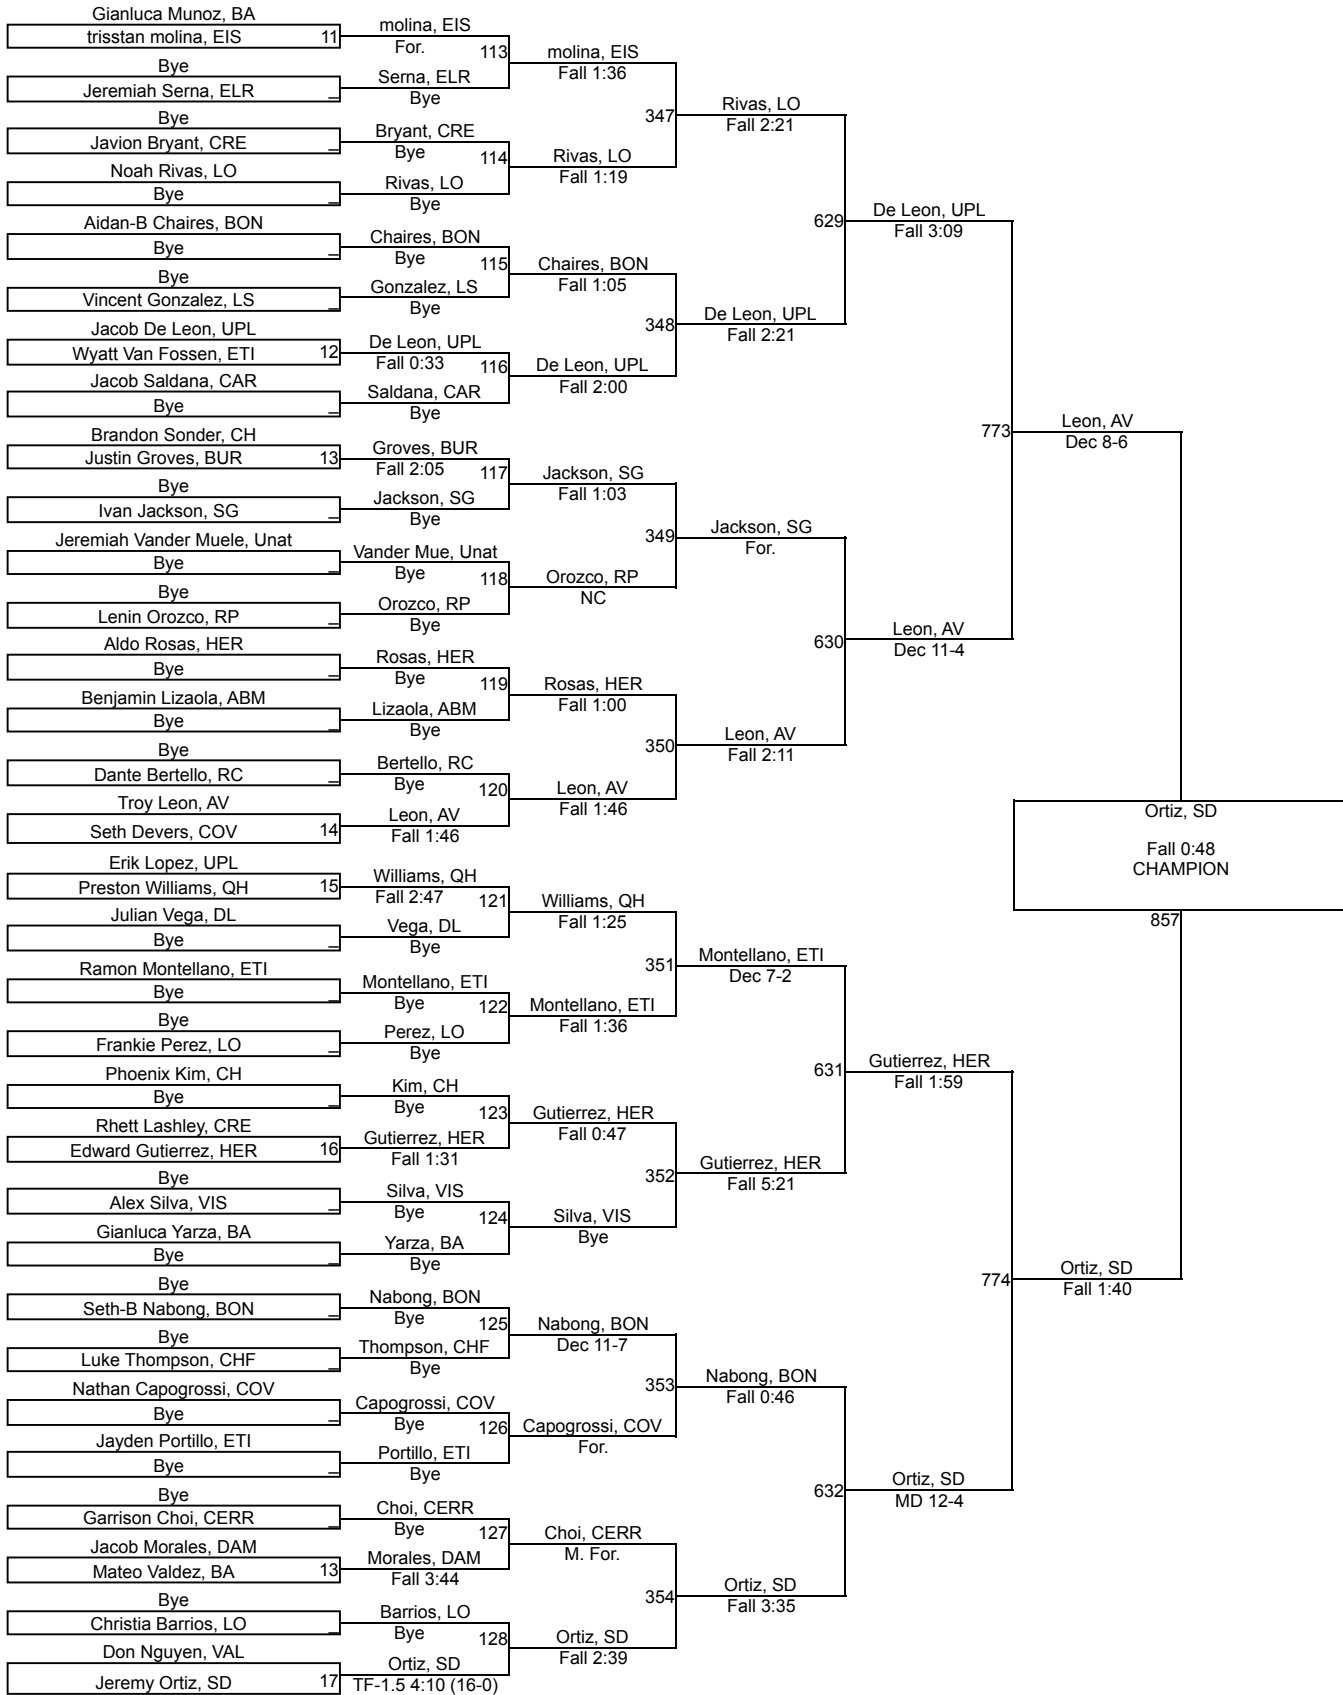 Gianluca Munoz, BA
trisstan molina, EIS 11
Bye
Jeremiah Serna, ELR _
Bye
Javion Bryant, CRE _
Noah Rivas, LO
Bye _
Aidan-B Chaires, BON
Bye _
Bye
Vincent Gonzalez, LS _
Jacob De Leon, UPL
Wyatt Van Fossen, ETI 12
Jacob Saldana, CAR
Bye _
Brandon Sonder, CH
Justin Groves, BUR 13
Bye
Ivan Jackson, SG _
Jeremiah Vander Muele, Unat
Bye _
Bye
Lenin Orozco, RP _
Aldo Rosas, HER
Bye _
Benjamin Lizaola, ABM
Bye _
Bye
Dante Bertello, RC _
Troy Leon, AV
Seth Devers, COV 14
Erik Lopez, UPL
Preston Williams, QH 15
Julian Vega, DL
Bye _
Ramon Montellano, ETI
Bye _
Bye
Frankie Perez, LO _
Phoenix Kim, CH
Bye _
Rhett Lashley, CRE
Edward Gutierrez, HER 16
Bye
Alex Silva, VIS _
Gianluca Yarza, BA
Bye _
Bye
Seth-B Nabong, BON _
Bye
Luke Thompson, CHF _
Nathan Capogrossi, COV
Bye _
Jayden Portillo, ETI
Bye _
Bye
Garrison Choi, CERR _
Jacob Morales, DAM
Mateo Valdez, BA 13
Bye
Christia Barrios, LO _
Don Nguyen, VAL
Jeremy Ortiz, SD 17
molina, EIS
For.
113
Serna, ELR
Bye
Bryant, CRE
Bye
114
Rivas, LO
Bye
Chaires, BON
Bye
115
Gonzalez, LS
Bye
De Leon, UPL
Fall 0:33
116
Saldana, CAR
Bye
Groves, BUR
Fall 2:05
117
Jackson, SG
Bye
Vander Mue, Unat
Bye
118
Orozco, RP
Bye
Rosas, HER
Bye
119
Lizaola, ABM
Bye
Bertello, RC
Bye
120
Leon, AV
Fall 1:46
Williams, QH
Fall 2:47
121
Vega, DL
Bye
Montellano, ETI
Bye
122
Perez, LO
Bye
Kim, CH
Bye
123
Gutierrez, HER
Fall 1:31
Silva, VIS
Bye
124
Yarza, BA
Bye
Nabong, BON
Bye
125
Thompson, CHF
Bye
Capogrossi, COV
Bye
126
Portillo, ETI
Bye
Choi, CERR
Bye
127
Morales, DAM
Fall 3:44
Barrios, LO
Bye
128
Ortiz, SD
TF-1.5 4:10 (16-0)
molina, EIS
Fall 1:36
347
Rivas, LO
Fall 1:19
Chaires, BON
Fall 1:05
348
De Leon, UPL
Fall 2:00
Jackson, SG
Fall 1:03
349
Orozco, RP
NC
Rosas, HER
Fall 1:00
350
Leon, AV
Fall 1:46
Williams, QH
Fall 1:25
351
Montellano, ETI
Fall 1:36
Gutierrez, HER
Fall 0:47
352
Silva, VIS
Bye
Nabong, BON
Dec 11-7
353
Capogrossi, COV
For.
Choi, CERR
M. For.
354
Ortiz, SD
Fall 2:39
Rivas, LO
Fall 2:21
629
De Leon, UPL
Fall 2:21
Jackson, SG
For.
630
Leon, AV
Fall 2:11
Montellano, ETI
Dec 7-2
631
Gutierrez, HER
Fall 5:21
Nabong, BON
Fall 0:46
632
Ortiz, SD
Fall 3:35
De Leon, UPL
Fall 3:09
773
Leon, AV
Dec 11-4
Gutierrez, HER
Fall 1:59
774
Ortiz, SD
MD 12-4
Leon, AV
Dec 8-6
Ortiz, SD
Fall 0:48
CHAMPION
857
Ortiz, SD
Fall 1:40